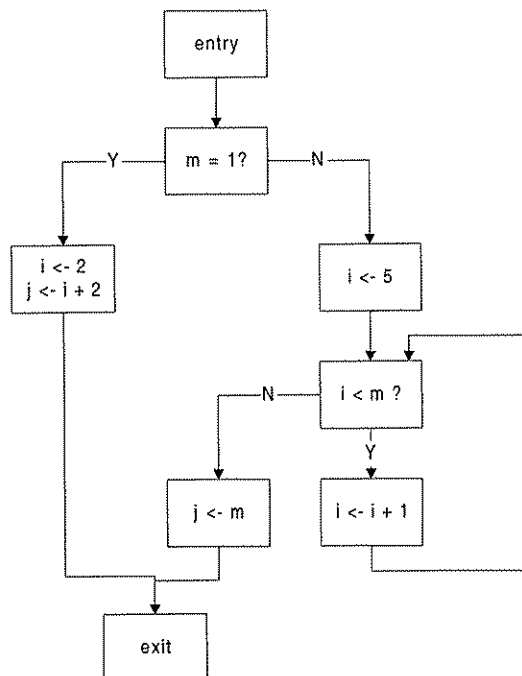 entry
m = 1?
Y
N
i <- 2
j <- i + 2
i <- 5
i < m ?
N
Y
j <- m
i <- i + 1
exit